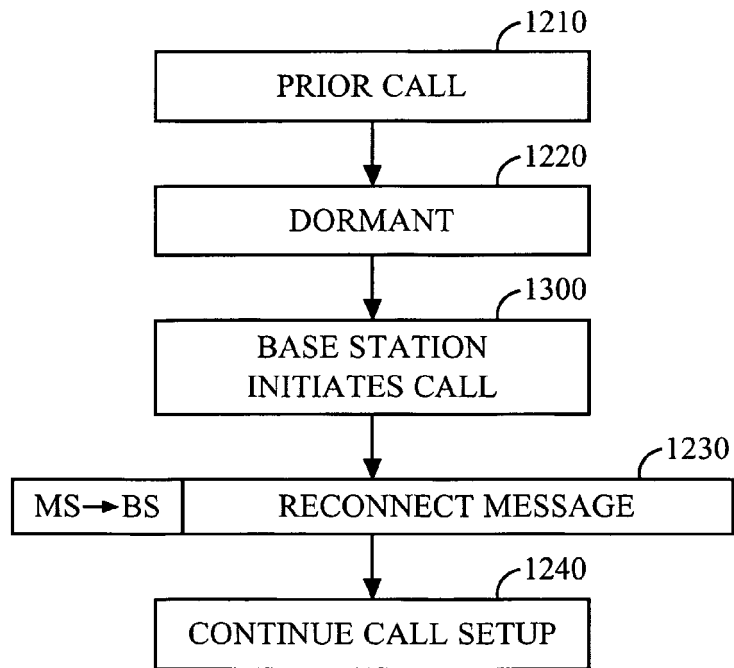 1210
PRIOR CALL
1220
DORMANT
1300
BASE STATION
INITIATES CALL
1230
MS→BS RECONNECT MESSAGE
1240
CONTINUE CALL SETUP